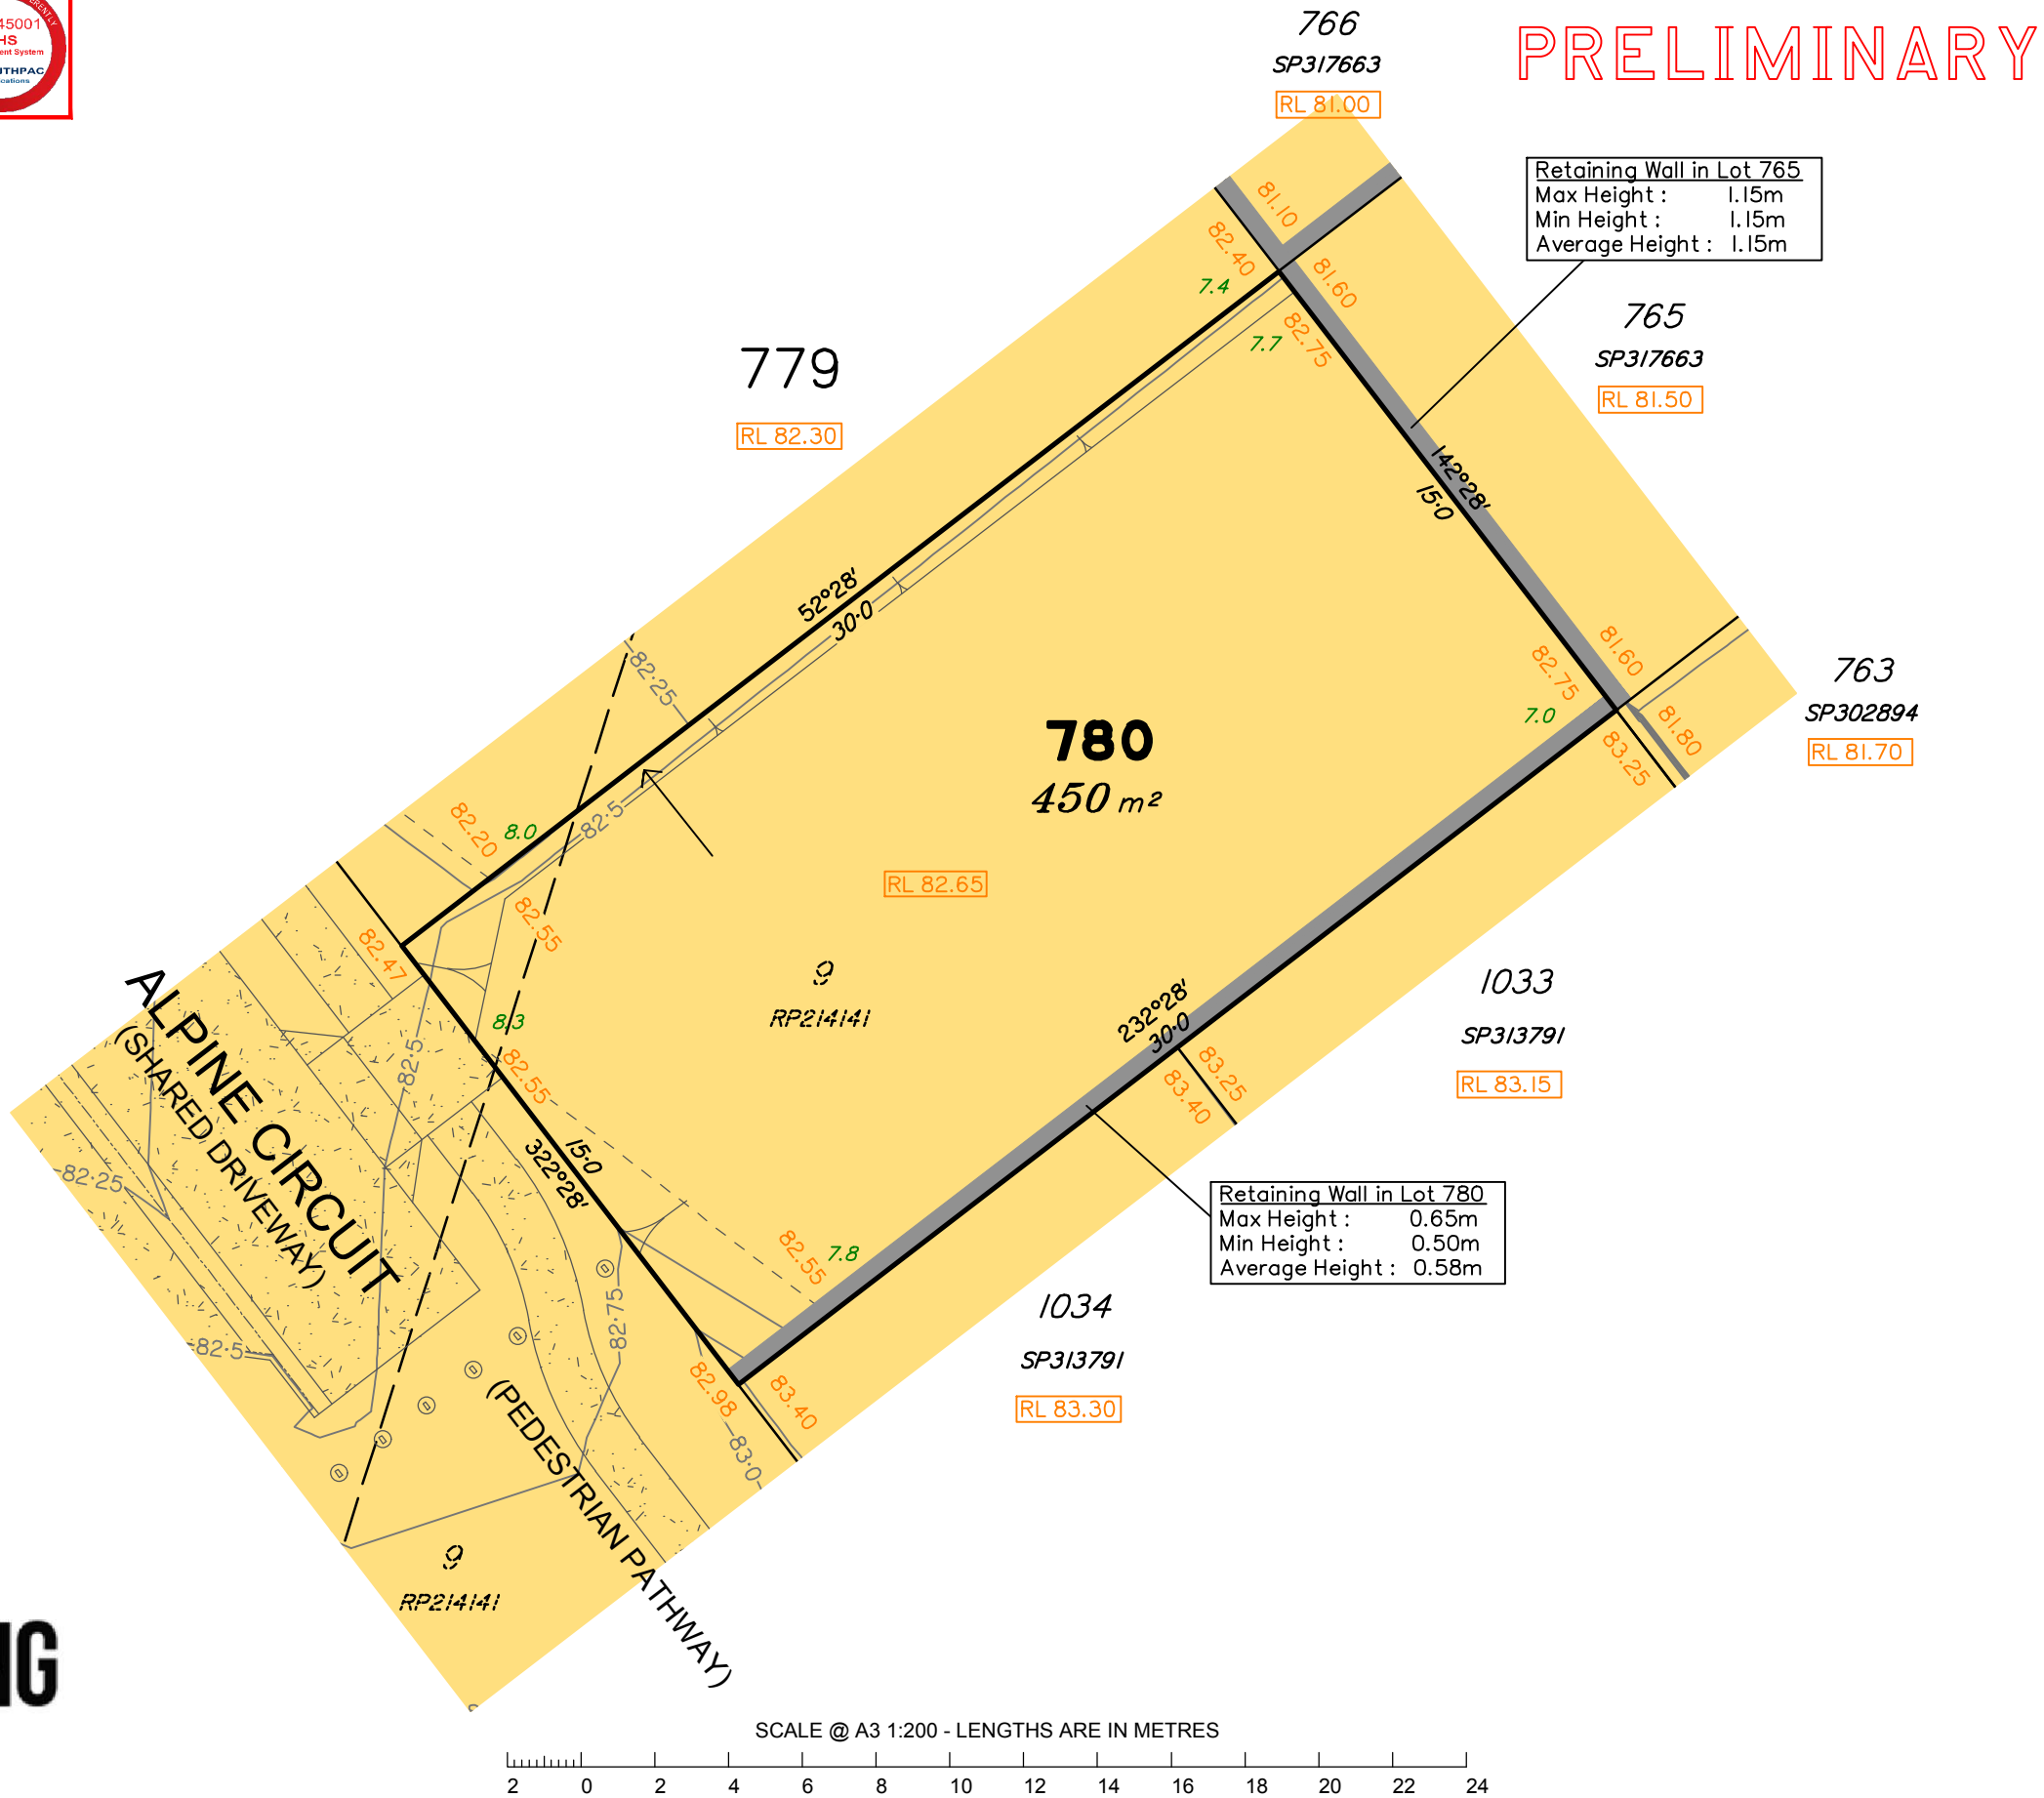 45001
HS
ent System
THPAC
ications
PRELIMINARY
766
SP317663
RL 81.00
Retaining Wall in Lot 765
Max Height : 1.15m
Min Height : 1.15m
Average Height : 1.15m
81.10
82.40
7.4
81.60
82.75
7.7
765
SP317663
RL 81.50
779
RL 82.30
142°28'
15·0
52°28'
30·0
82·25
81.60
82.75
7.0
763
SP302894
RL 81.70
81.80
83.25
780
450 m²
RL 82.65
82.20
8.0
82·5
82.55
82.47
9
RP214141
8.3
82.55
1033
SP313791
RL 83.15
232°28'
30·0
83.25
83.40
ALPINE CIRCUIT
(SHARED DRIVEWAY)
82·5
82·25
82·5
15·0
322°28'
82.55
7.8
Retaining Wall in Lot 780
Max Height : 0.65m
Min Height : 0.50m
Average Height : 0.58m
1034
SP313791
RL 83.30
82·75
82.98
83.40
83·0
(PEDESTRIAN PATHWAY)
9
RP214141
NG
SCALE @ A3 1:200 - LENGTHS ARE IN METRES
2 0 2 4 6 8 10 12 14 16 18 20 22 24